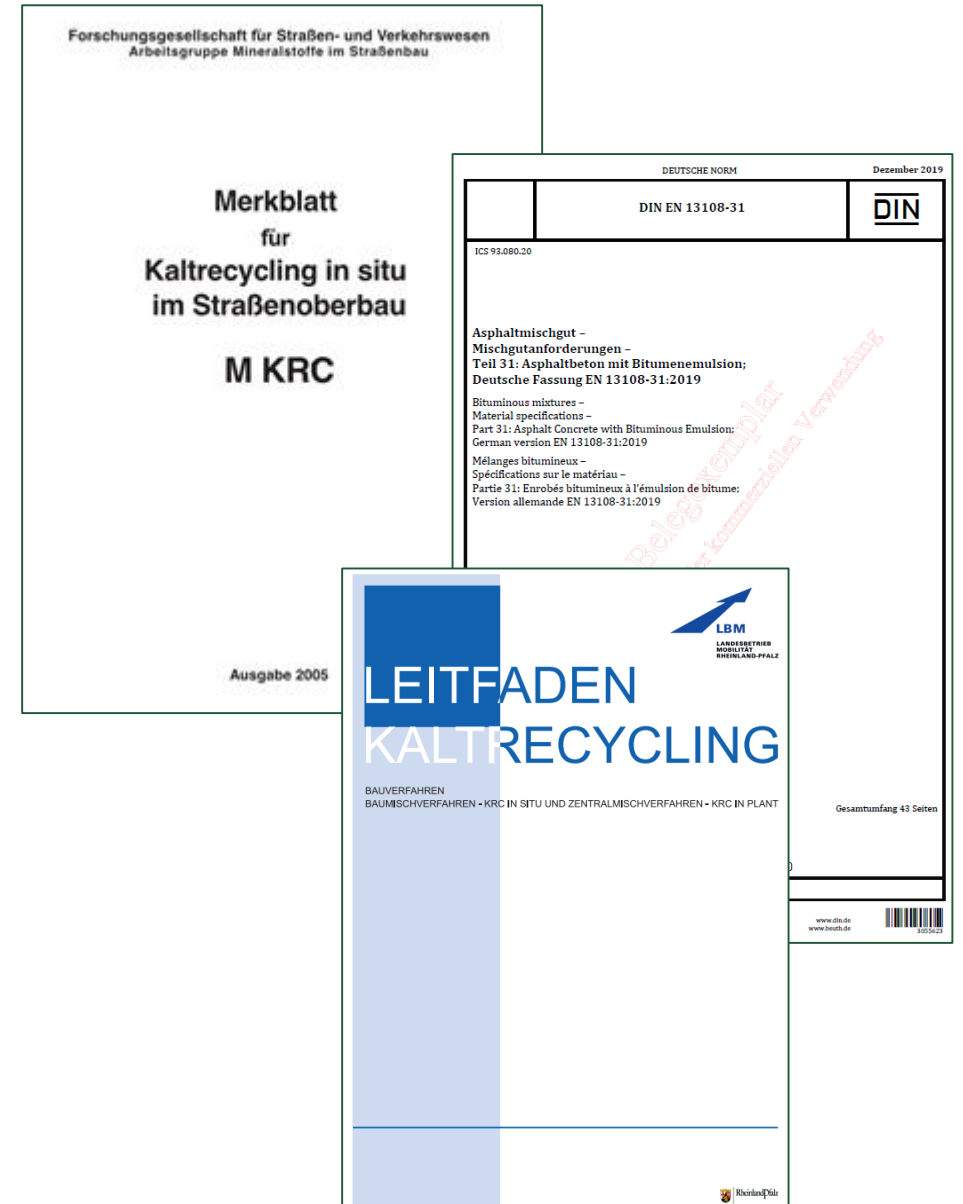 Forschungsgesellschaft für Straßen- und Verkehrswesen
Arbeitsgruppe Mineralstoffe im Straßenbau
Merkblatt
für
Kaltrecycling in situ
im Straßenoberbau
M KRC
Ausgabe 2005
DEUTSCHE NORM
Dezember 2019
DIN EN 13108-31
DIN
ICS 93.080.20
Asphaltmischgut –
Mischgutanforderungen –
Teil 31: Asphaltbeton mit Bitumenemulsion;
Deutsche Fassung EN 13108-31:2019
Bituminous mixtures –
Material specifications –
Part 31: Asphalt Concrete with Bituminous Emulsion;
German version EN 13108-31:2019
Mélanges bitumineux –
Spécifications sur le matériau –
Partie 31: Enrobés bitumineux à l'émulsion de bitume;
Version allemande EN 13108-31:2019
Belegexemplar
kommerziellen Verwendung
Gesamtumfang 43 Seiten
www.din.de
www.beuth.de
3055623
LBM
LANDESBETRIEB
MOBILITÄT
RHEINLAND-PFALZ
LEITFADEN
KALTRECYCLING
BAUVERFAHREN
BAUMISCHVERFAHREN - KRC IN SITU UND ZENTRALMISCHVERFAHREN - KRC IN PLANT
RheinlandPfalz